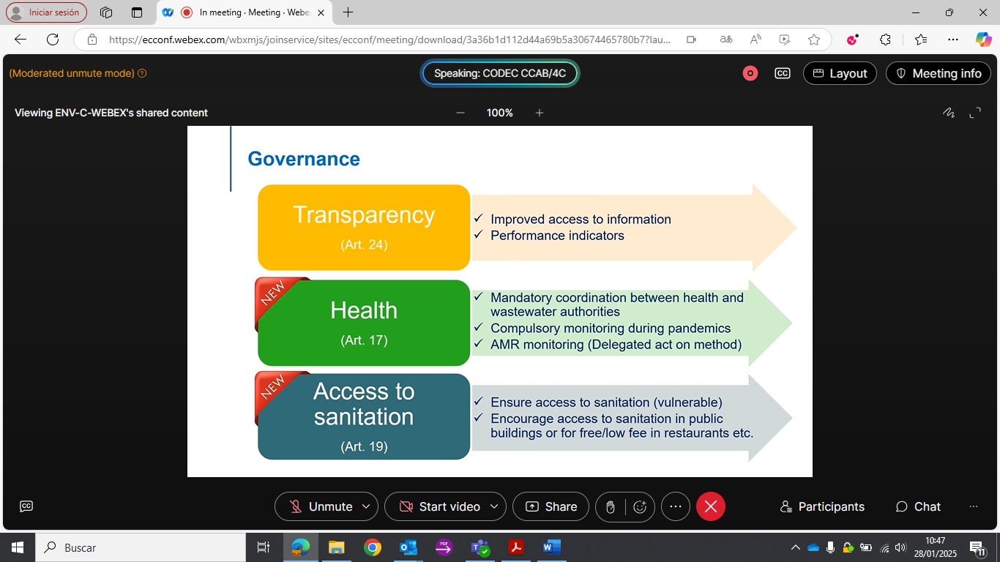 Iniciar sesión
In meeting · Meeting · Webe
https://ecconf.webex.com/wbxmjs/joinservice/sites/ecconf/meeting/download/3a36b1d112d44a69b5a30674465780b7?lau...
(Moderated unmute mode)
Speaking: CODEC CCAB/4C
CC
Layout
Meeting info
Viewing ENV-C-WEBEX's shared content
100%
Governance
Transparency
(Art. 24)
✓ Improved access to information
✓ Performance indicators
NEW
Health
(Art. 17)
✓ Mandatory coordination between health and
wastewater authorities
✓ Compulsory monitoring during pandemics
✓ AMR monitoring (Delegated act on method)
NEW
Access to
sanitation
(Art. 19)
✓ Ensure access to sanitation (vulnerable)
✓ Encourage access to sanitation in public
buildings or for free/low fee in restaurants etc.
CC
Unmute
Start video
Share
Participants
Chat
Buscar
PDF
10:47
28/01/2025
11